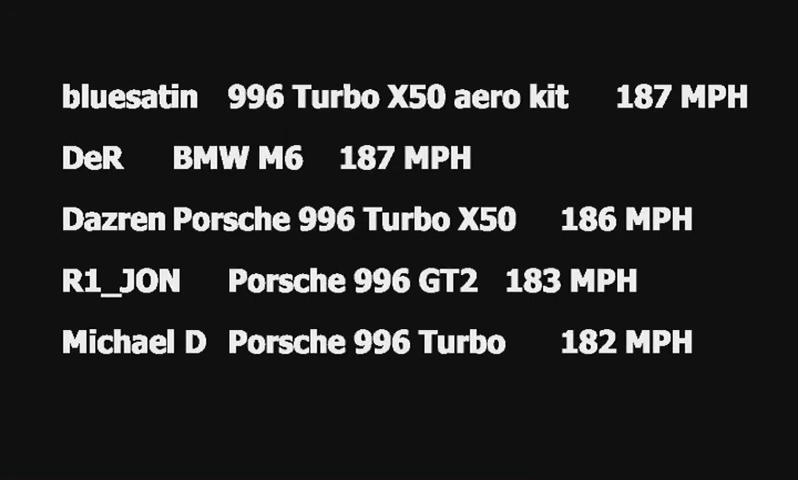 bluesatin 996 Turbo X50 aero kit 187 MPH
DeR BMW M6 187 MPH
Dazren Porsche 996 Turbo X50 186 MPH
R1_JON Porsche 996 GT2 183 MPH
Michael D Porsche 996 Turbo 182 MPH